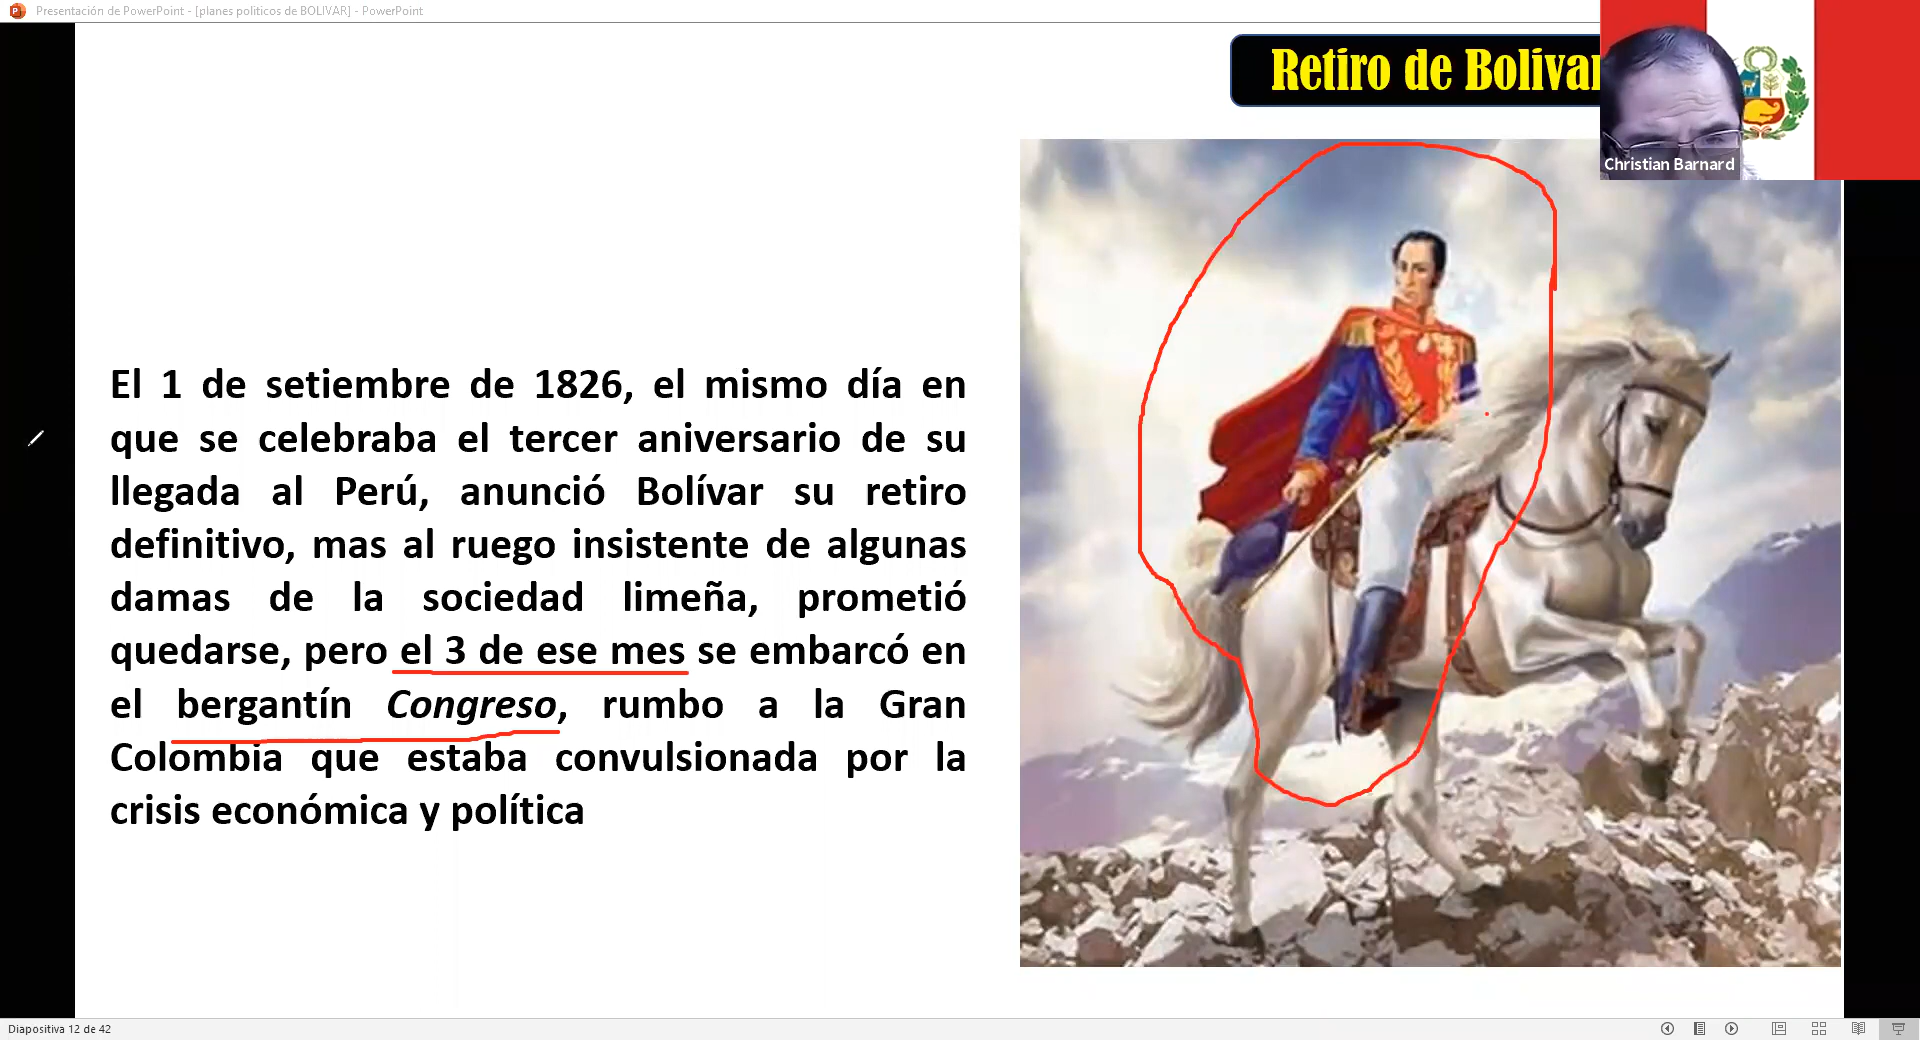 Presentación de PowerPoint - [planes politicos de BOLIVAR] - PowerPoint
Retiro de Bolivar
Christian Barnard
El 1 de setiembre de 1826, el mismo día en
que se celebraba el tercer aniversario de su
llegada al Perú, anunció Bolívar su retiro
definitivo, mas al ruego insistente de algunas
damas de la sociedad limeña, prometió
quedarse, pero el 3 de ese mes se embarcó en
el bergantín Congreso, rumbo a la Gran
Colombia que estaba convulsionada por la
crisis económica y política
Diapositiva 12 de 42